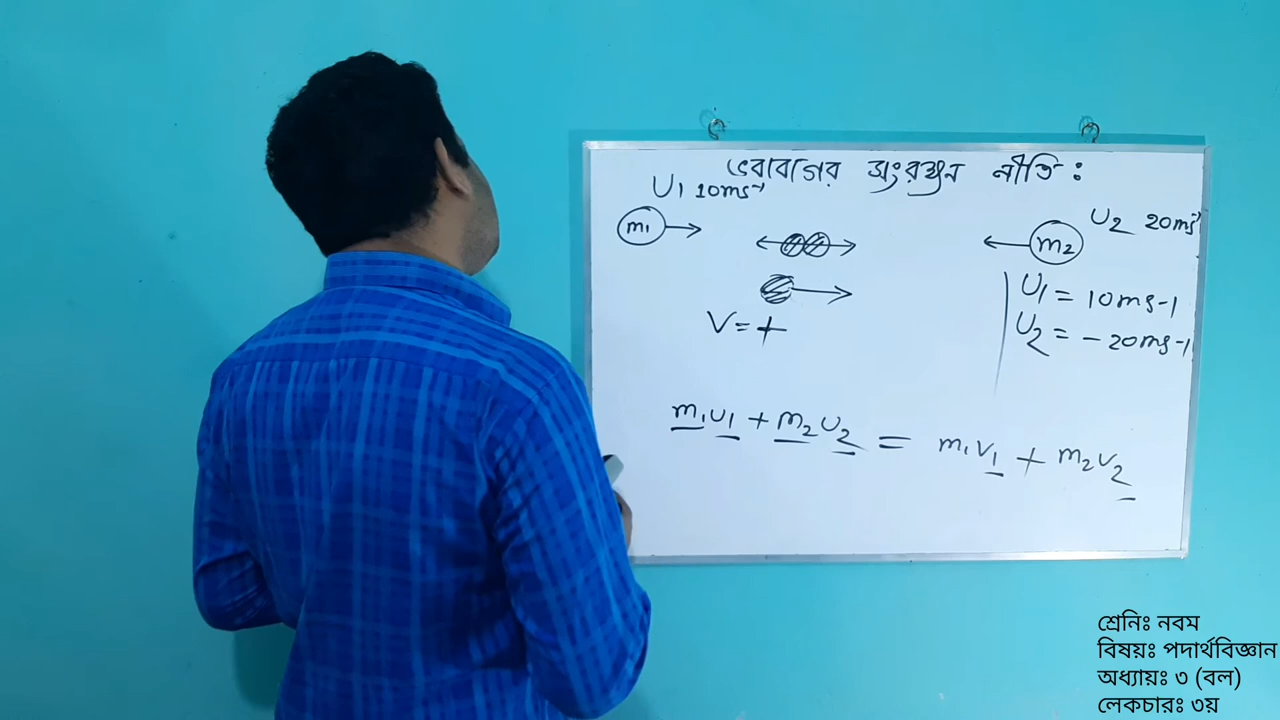 ভরবেগের সংরক্ষন নীতি:
U1 10ms-1
m1
m2
U2 20ms-1
U1 = 10ms-1
U2 = - 20ms-1
V = +
m1u1 + m2u2 = m1v1 + m2v2
শ্রেনিঃ নবম
বিষয়ঃ পদার্থবিজ্ঞান
অধ্যায়ঃ ৩ (বল)
লেকচারঃ ৩য়